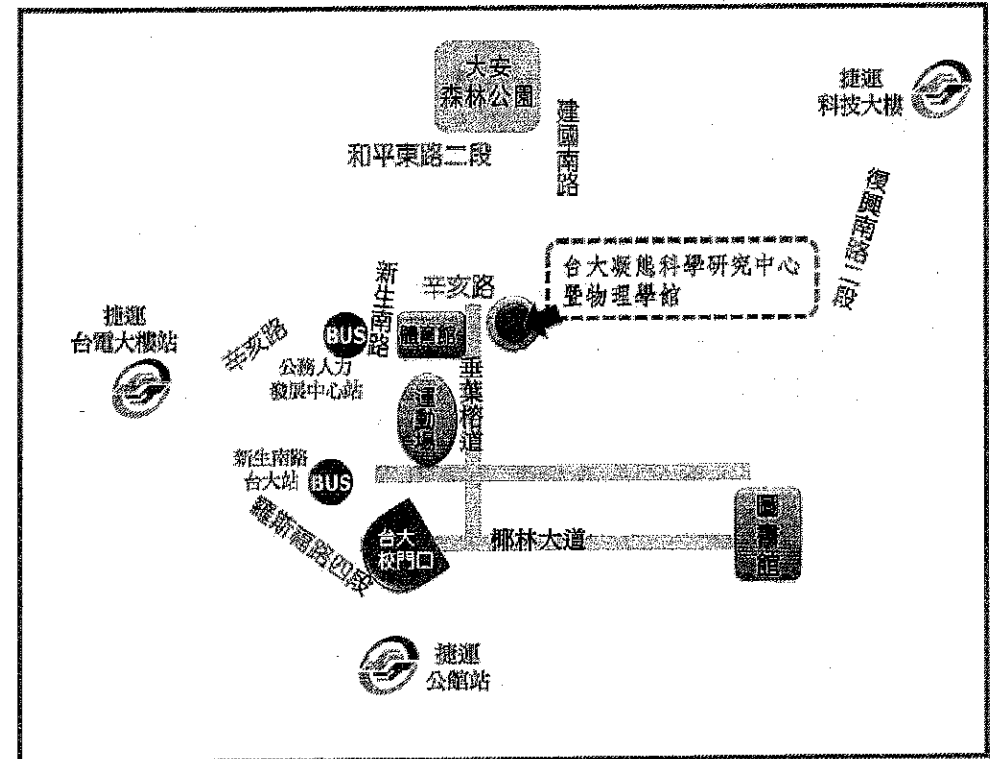 大安
森林公園
捷運
科技大樓
建國南路
和平東路二段
復興南路二段
台大凝態科學研究中心
暨物理學館
新生南路
辛亥路
捷運
台電大樓站
辛亥路
BUS
體育館
公務人力
發展中心站
垂葉榕道
運動場
新生南路
台大站
BUS
羅斯福路四段
台大
校門口
椰林大道
圖書館
捷運
公館站